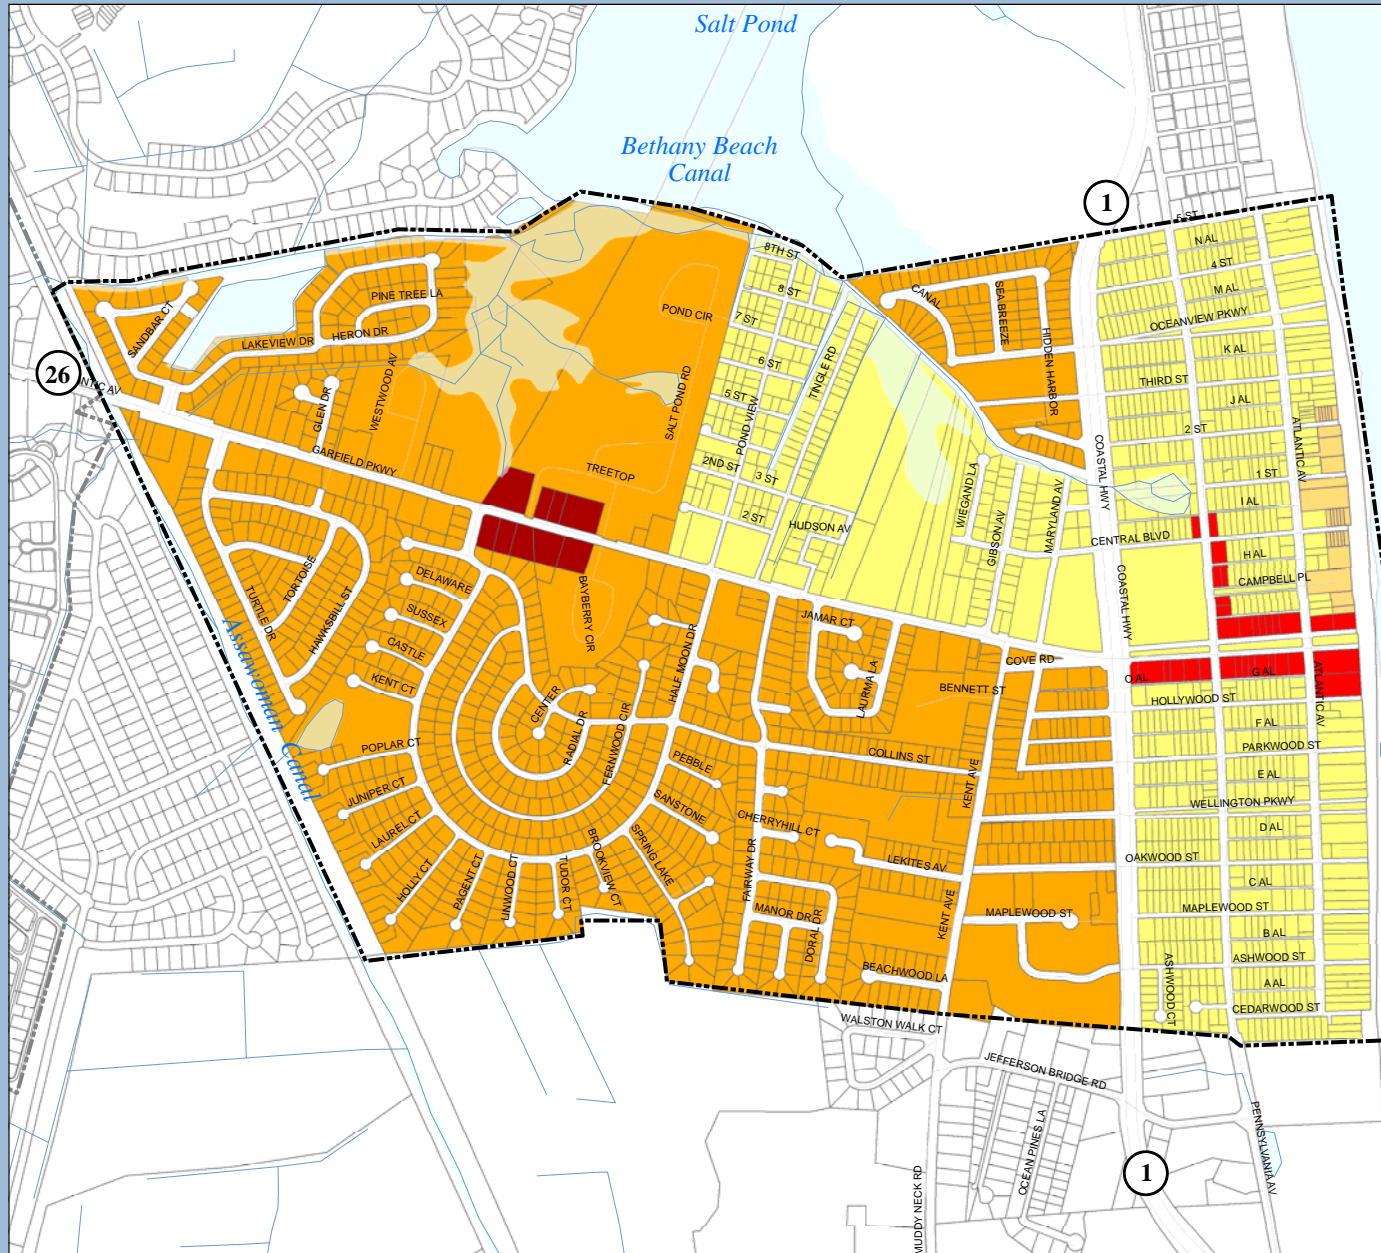 Salt Pond
Bethany Beach
Canal
1
5 ST
N AL
4 ST
M AL
OCEANVIEW PKWY
K AL
THIRD ST
J AL
2 ST
1 ST
I AL
ATLANTIC AV
H AL
CENTRAL BLVD
CAMPBELL PL
COASTAL HWY
COASTAL HWY
8TH ST
8 ST
7 ST
6 ST
5 ST
POND VIEW
TINGLE RD
2ND ST
3 ST
2 ST
HUDSON AV
CANAL
SEA BREEZE
HIDDEN HARBOR
WIEGAND LA
GIBSON AV
MARYLAND AV
PINE TREE LA
SANDBAR CT
LAKEVIEW DR
HERON DR
WESTWOOD AV
GLEN DR
26
NTIC AV
GARFIELD PKWY
POND CIR
SALT POND RD
TREETOP
BAYBERRY CIR
TORTOISE
TURTLE DR
HAWKSBILL ST
DELAWARE
SUSSEX
CASTLE
KENT CT
Assawoman Canal
POPLAR CT
JUNIPER CT
LAUREL CT
HOLLY CT
PAGENT CT
LINWOOD CT
TUDOR CT
BROOKVIEW CT
SPRING LAKE
CENTER
RADIAL DR
FERNWOOD CIR
HALF MOON DR
PEBBLE
SANSTONE
JAMAR CT
LAURMA LA
COVE RD
BENNETT ST
COLLINS ST
KENT AVE
CHERRYHILL CT
FAIRWAY DR
LEKITES AV
MANOR DR
DORAL DR
BEACHWOOD LA
KENT AVE
MAPLEWOOD ST
O AL
G AL
ATLANTIC AV
HOLLYWOOD ST
F AL
PARKWOOD ST
E AL
WELLINGTON PKWY
D AL
OAKWOOD ST
C AL
MAPLEWOOD ST
B AL
ASHWOOD ST
ASHWOOD CT
A AL
CEDARWOOD ST
WALSTON WALK CT
JEFFERSON BRIDGE RD
OCEAN PINES LA
MUDDY NECK RD
PENNSYLVANIA AV
1